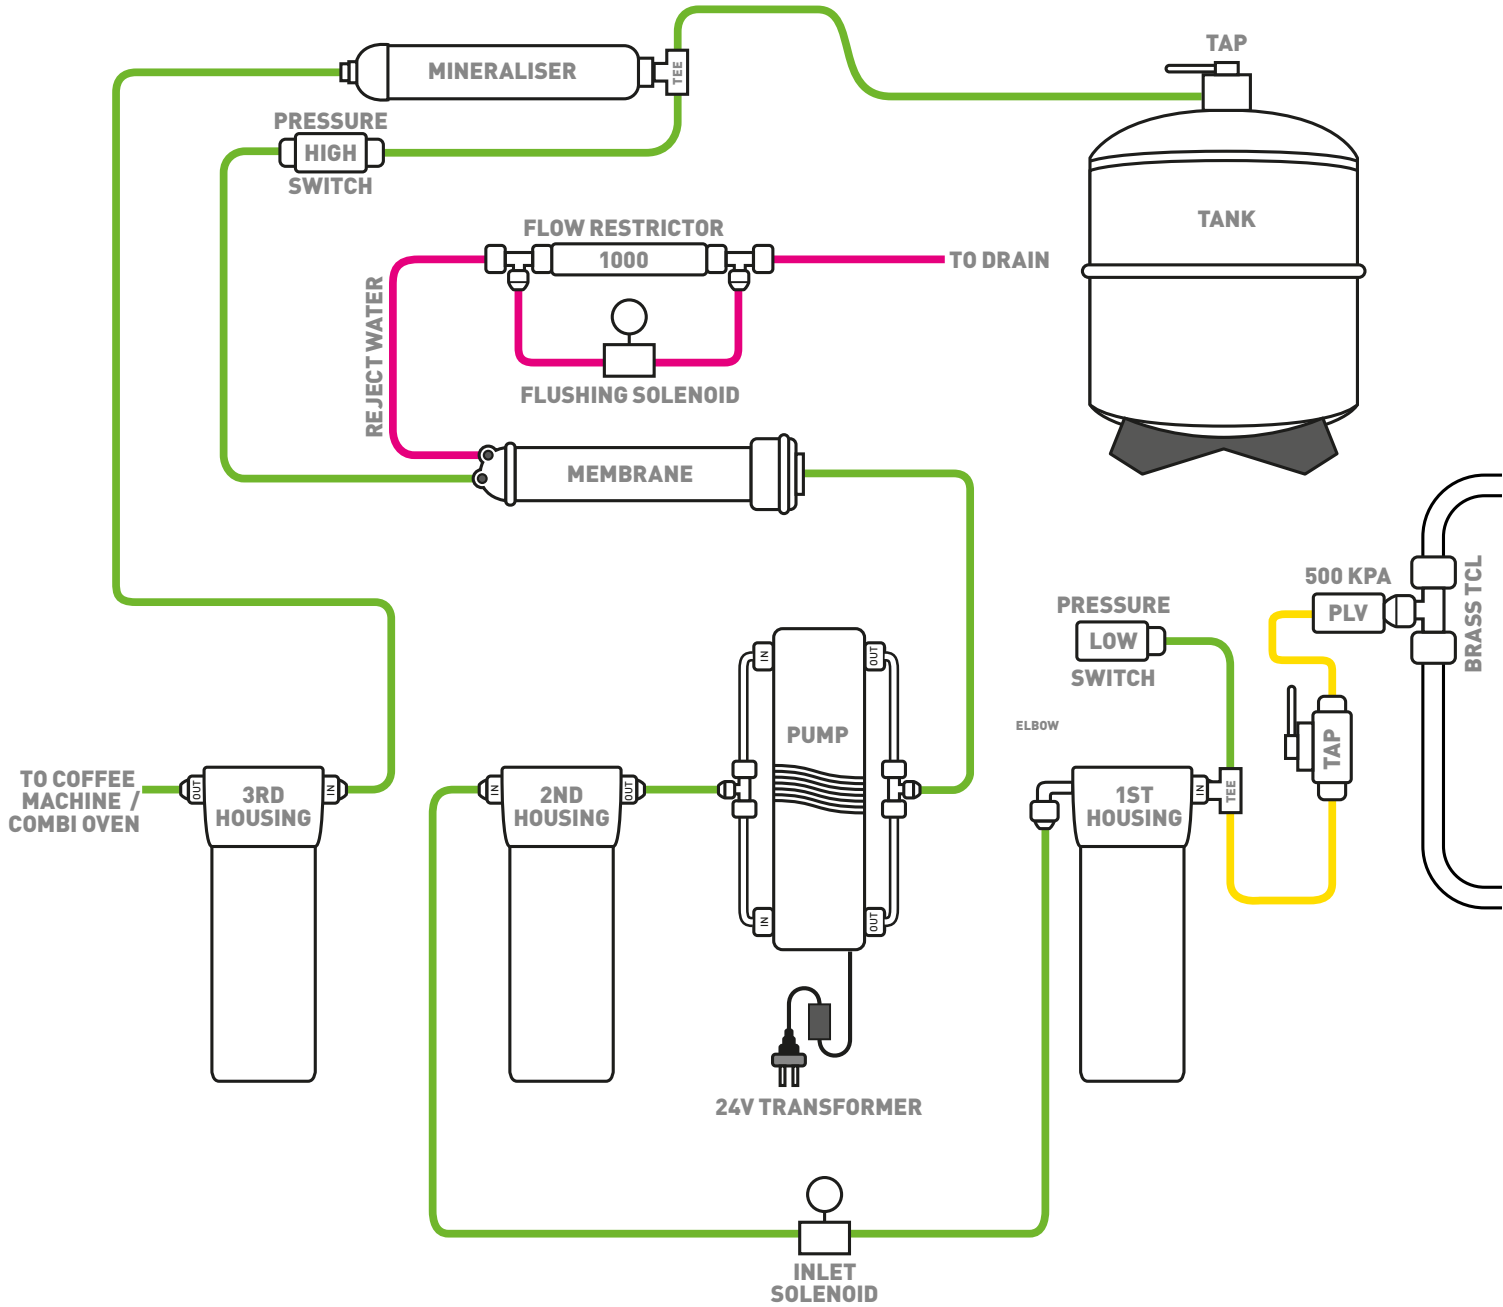 TAP
MINERALISER
TEE
PRESSURE
HIGH
SWITCH
TANK
FLOW RESTRICTOR
1000
TO DRAIN
REJECT WATER
FLUSHING SOLENOID
MEMBRANE
500 KPA
PLV
BRASS TCL
PRESSURE
LOW
SWITCH
IN
OUT
ELBOW
PUMP
TAP
TO COFFEE
MACHINE /
COMBI OVEN
OUT
3RD
HOUSING
IN
IN
2ND
HOUSING
OUT
1ST
HOUSING
IN
TEE
IN
OUT
24V TRANSFORMER
INLET
SOLENOID